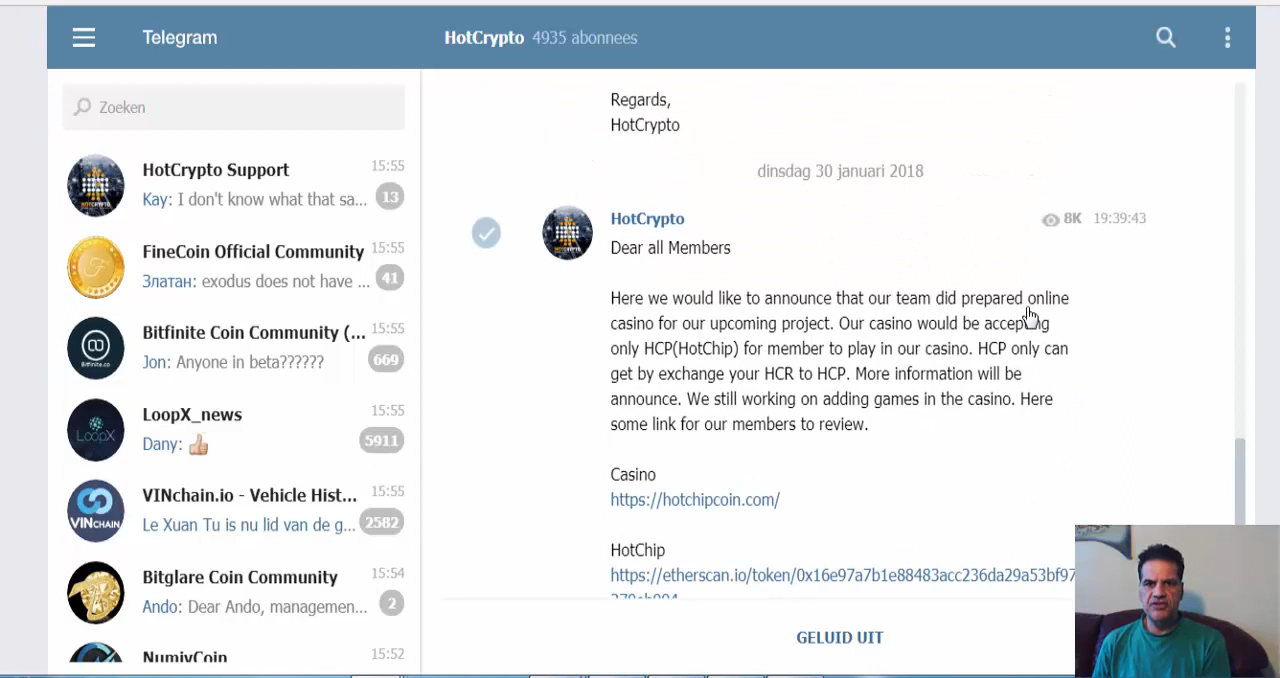 Telegram
HotCrypto 4935 abonnees
Zoeken
HotCrypto Support 15:55
Kay: I don't know what that sa... 13
FineCoin Official Community 15:55
Златан: exodus does not have ... 41
Bitfinite Coin Community (... 15:55
Jon: Anyone in beta?????? 669
LoopX_news 15:55
Dany: 👍 5911
VINchain.io - Vehicle Hist... 15:55
Le Xuan Tu is nu lid van de g... 2582
Bitglare Coin Community 15:54
Ando: Dear Ando, managemen... 2
NumivCoin 15:52
Regards,
HotCrypto
dinsdag 30 januari 2018
HotCrypto 8K 19:39:43
Dear all Members
Here we would like to announce that our team did prepared online
casino for our upcoming project. Our casino would be accepting
only HCP(HotChip) for member to play in our casino. HCP only can
get by exchange your HCR to HCP. More information will be
announce. We still working on adding games in the casino. Here
some link for our members to review.
Casino
https://hotchipcoin.com/
HotChip
https://etherscan.io/token/0x16e97a7b1e88483acc236da29a53bf97
GELUID UIT
LoopX
Bitfinite.co
VINCHAIN
HOTCRYPTO